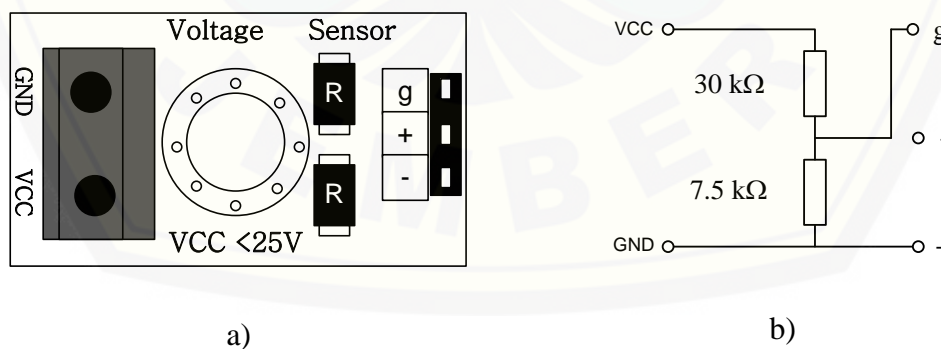 Voltage Sensor
GND
VCC
R
R
g
+
-
VCC <25V
a)
VCC
30 kΩ
7.5 kΩ
GND
g
-
b)